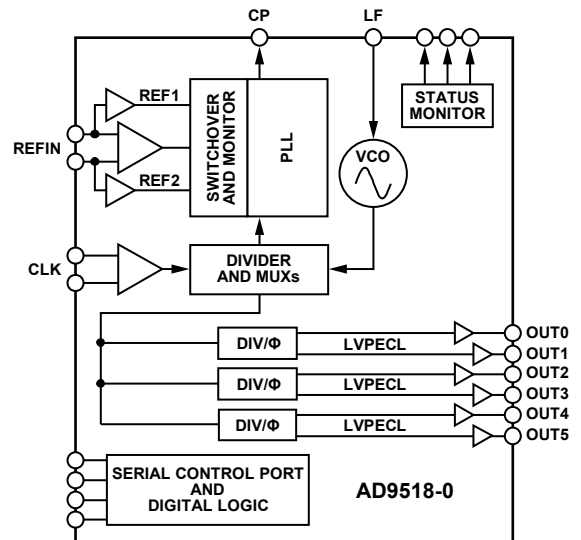 CP
LF
REF1
STATUS
MONITOR
REFIN
SWITCHOVER
AND MONITOR
PLL
VCO
REF2
CLK
DIVIDER
AND MUXs
DIV/Φ
LVPECL
OUT0
OUT1
DIV/Φ
LVPECL
OUT2
OUT3
DIV/Φ
LVPECL
OUT4
OUT5
SERIAL CONTROL PORT
AND
DIGITAL LOGIC
AD9518-0